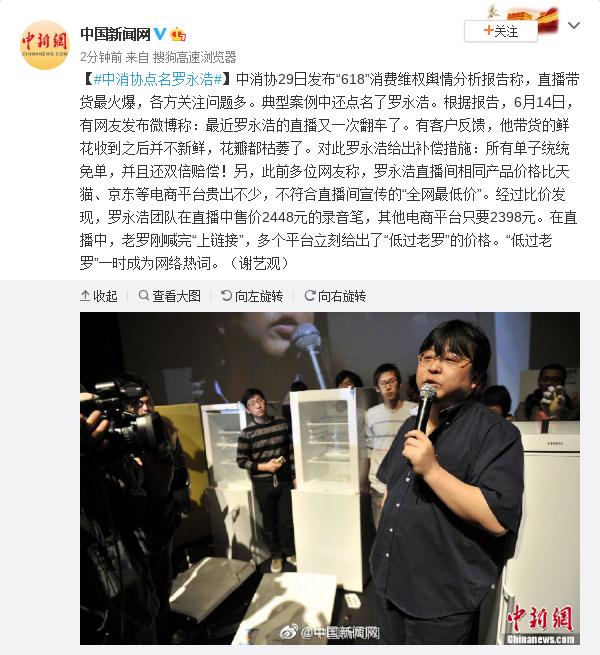 中新網
CHINANEWS.COM
中国新闻网
2分钟前 来自 搜狗高速浏览器
+关注
【#中消协点名罗永浩#】中消协29日发布“618”消费维权舆情分析报告称，直播带
货最火爆，各方关注问题多。典型案例中还点名了罗永浩。根据报告，6月14日，
有网友发布微博称：最近罗永浩的直播又一次翻车了。有客户反馈，他带货的鲜
花收到之后并不新鲜，花瓣都枯萎了。对此罗永浩给出补偿措施：所有单子统统
免单，并且还双倍赔偿！另，此前多位网友称，罗永浩直播间相同产品价格比天
猫、京东等电商平台贵出不少，不符合直播间宣传的“全网最低价”。经过比价发
现，罗永浩团队在直播中售价2448元的录音笔，其他电商平台只要2398元。在直
播中，老罗刚喊完“上链接”，多个平台立刻给出了“低过老罗”的价格。“低过老
罗”一时成为网络热词。（谢艺观）
收起
查看大图
向左旋转
向右旋转
@中国新闻网
中新網
Chinanews.com